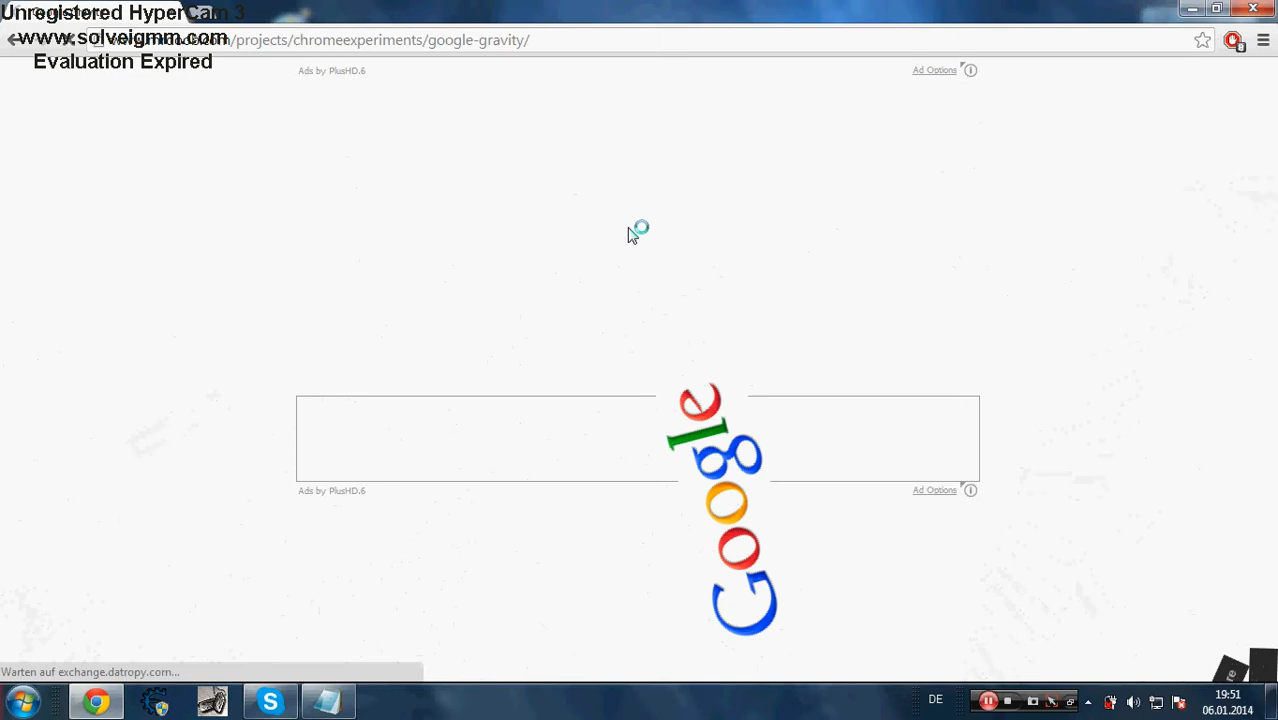 Unregistered HyperCam 3
www.solveigmm.com
Evaluation Expired
/projects/chromeexperiments/google-gravity/
Ads by PlusHD.6
Ad Options
Google
Ads by PlusHD.6
Ad Options
Warten auf exchange.datropy.com...
DE
19:51
06.01.2014